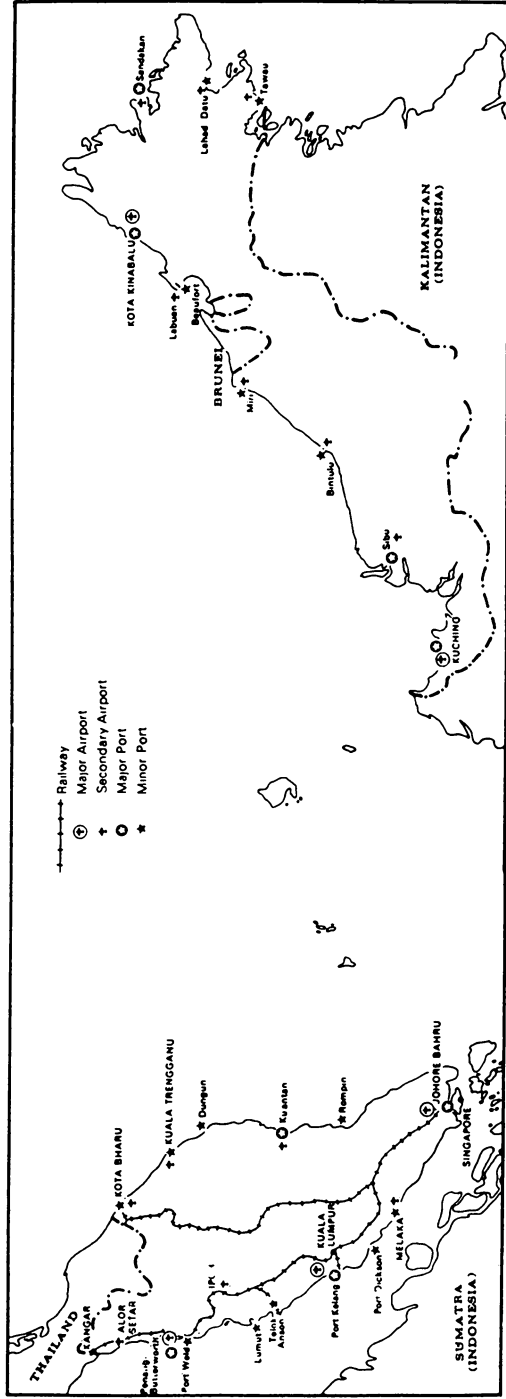 Railway
Major Airport
Secondary Airport
Major Port
Minor Port
THAILAND
KANGAR
ALOR
SETAR
Penang
Butterworth
Port Weld
Lumut
Telok
Anson
KUALA
LUMPUR
Port Kelang
Port Dickson
MELAKA
KOTA BHARU
KUALA TRENGGANU
Dungun
Kuantan
Rompin
JOHORE BAHRU
SINGAPORE
SUMATRA
(INDONESIA)
KUCHING
Sibu
Bintulu
Miri
BRUNEI
Labuan
Beaufort
KOTA KINABALU
Sandakan
Lahad Datu
Tawau
KALIMANTAN
(INDONESIA)